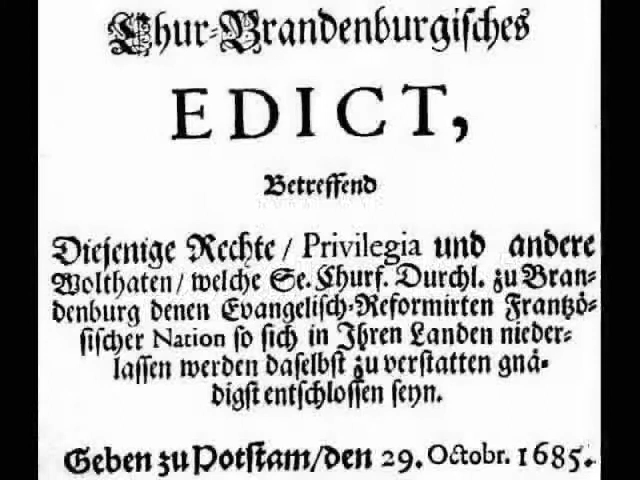 Chur-Brandenburgisches
EDICT,
Betreffend
Diejenige Rechte / Privilegia und andere
Wolthaten / welche Se. Churf. Durchl. zu Bran-
denburg denen Evangelisch-Reformirten Frantzö-
sischer Nation so sich in Ihren Landen nieder-
lassen werden daselbst zu verstatten gnä-
digst entschlossen seyn.
Geben zu Potstam/den 29. Octobr. 1685.